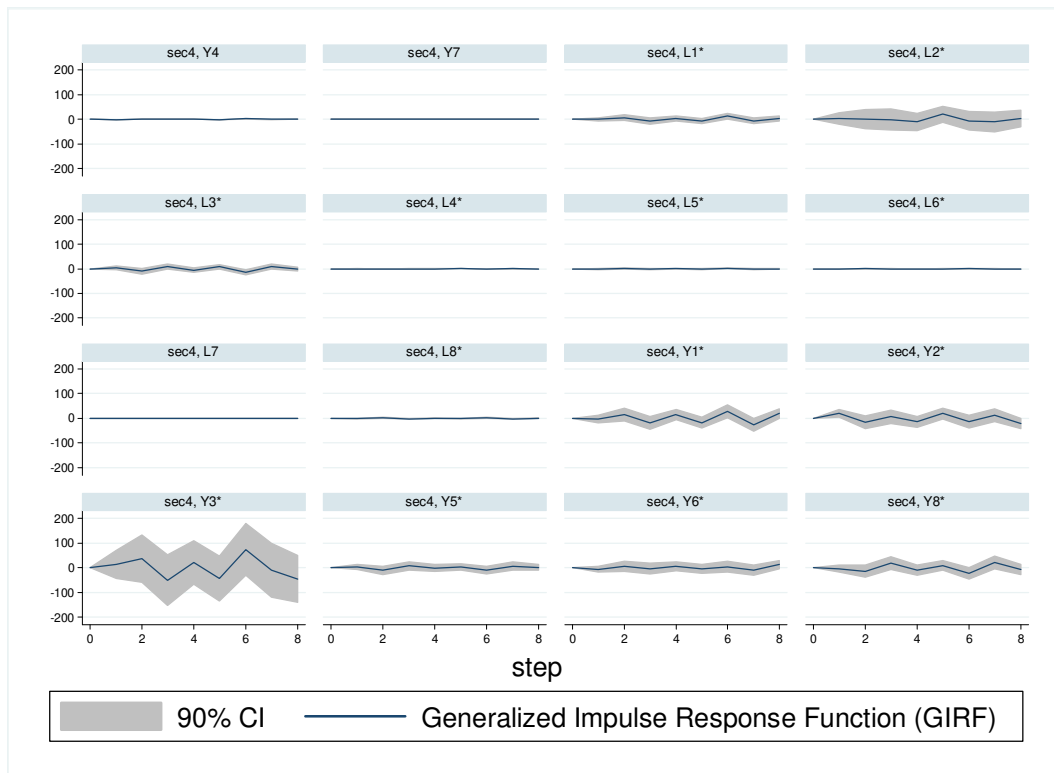 sec4, Y4 sec4, Y7 sec4, L1* sec4, L2*
200
100
0
-100
-200
sec4, L3* sec4, L4* sec4, L5* sec4, L6*
200
100
0
-100
-200
sec4, L7 sec4, L8* sec4, Y1* sec4, Y2*
200
100
0
-100
-200
sec4, Y3* sec4, Y5* sec4, Y6* sec4, Y8*
200
100
0
-100
-200
0 2 4 6 8 0 2 4 6 8 0 2 4 6 8 0 2 4 6 8
step
90% CI Generalized Impulse Response Function (GIRF)